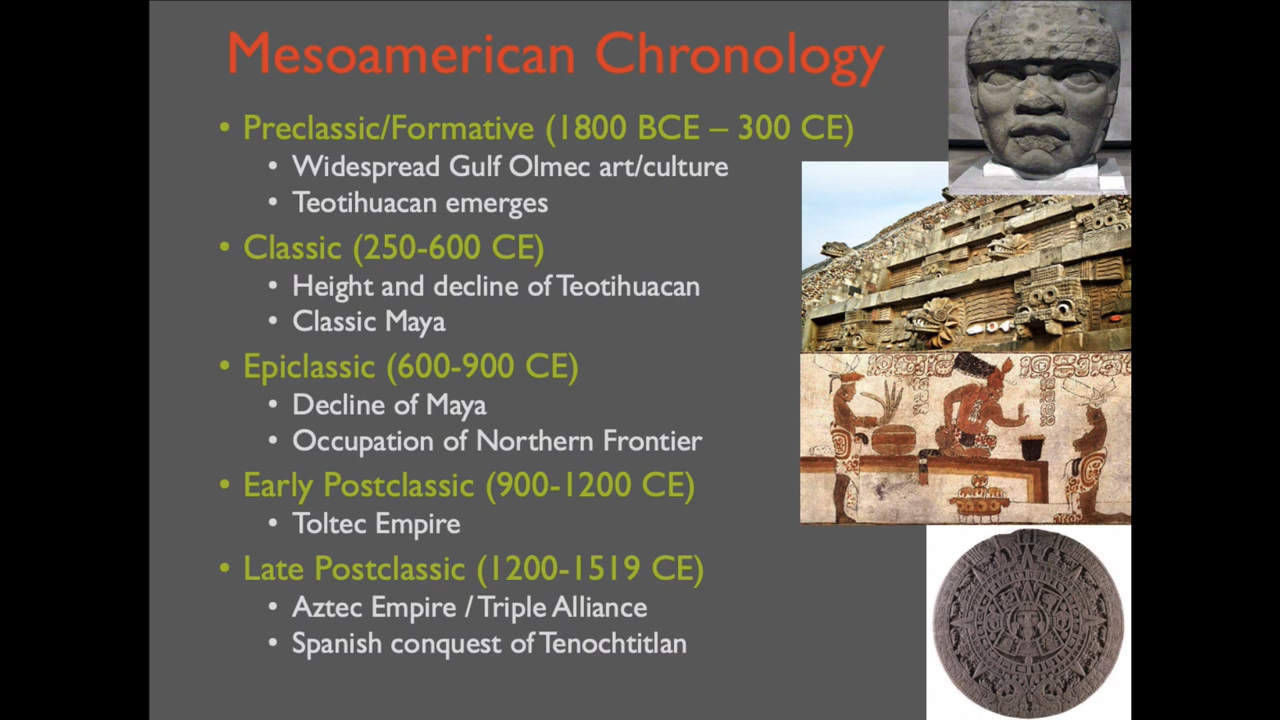 Mesoamerican Chronology
• Preclassic/Formative (1800 BCE – 300 CE)
• Widespread Gulf Olmec art/culture
• Teotihuacan emerges
• Classic (250-600 CE)
• Height and decline of Teotihuacan
• Classic Maya
• Epiclassic (600-900 CE)
• Decline of Maya
• Occupation of Northern Frontier
• Early Postclassic (900-1200 CE)
• Toltec Empire
• Late Postclassic (1200-1519 CE)
• Aztec Empire / Triple Alliance
• Spanish conquest of Tenochtitlan